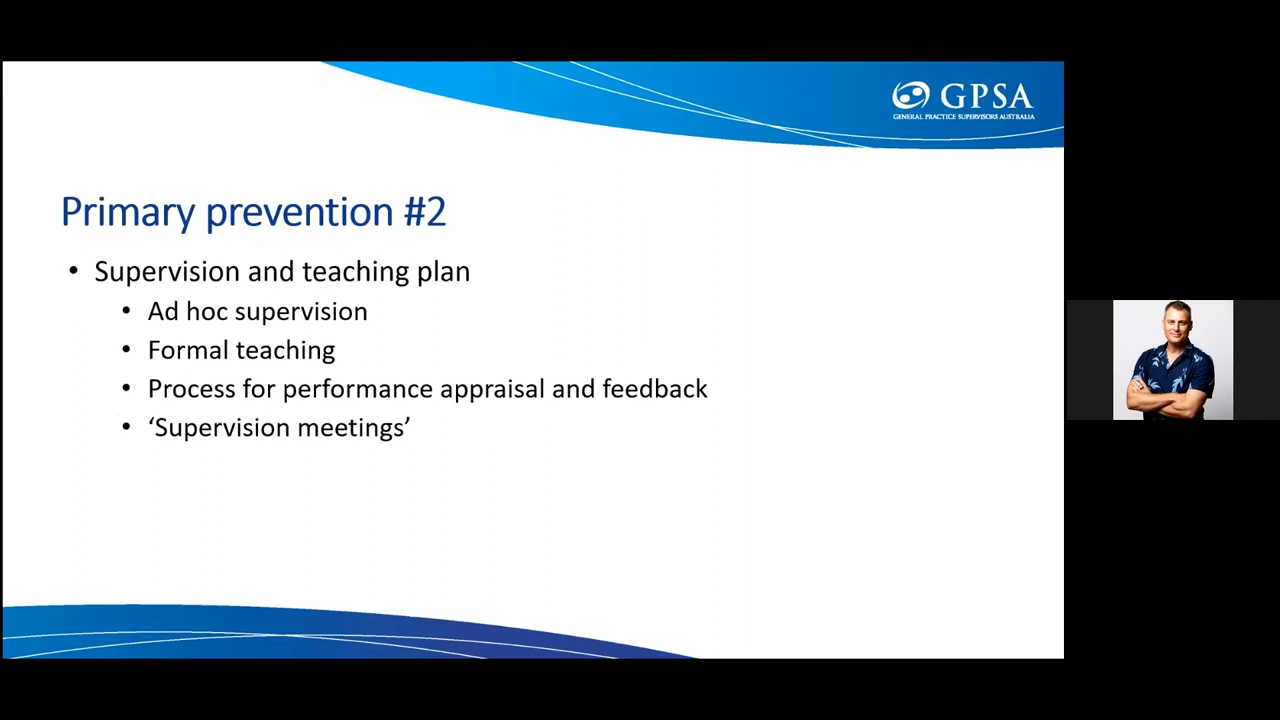 GPSA
GENERAL PRACTICE SUPERVISORS AUSTRALIA
Primary prevention #2
• Supervision and teaching plan
• Ad hoc supervision
• Formal teaching
• Process for performance appraisal and feedback
• ‘Supervision meetings’